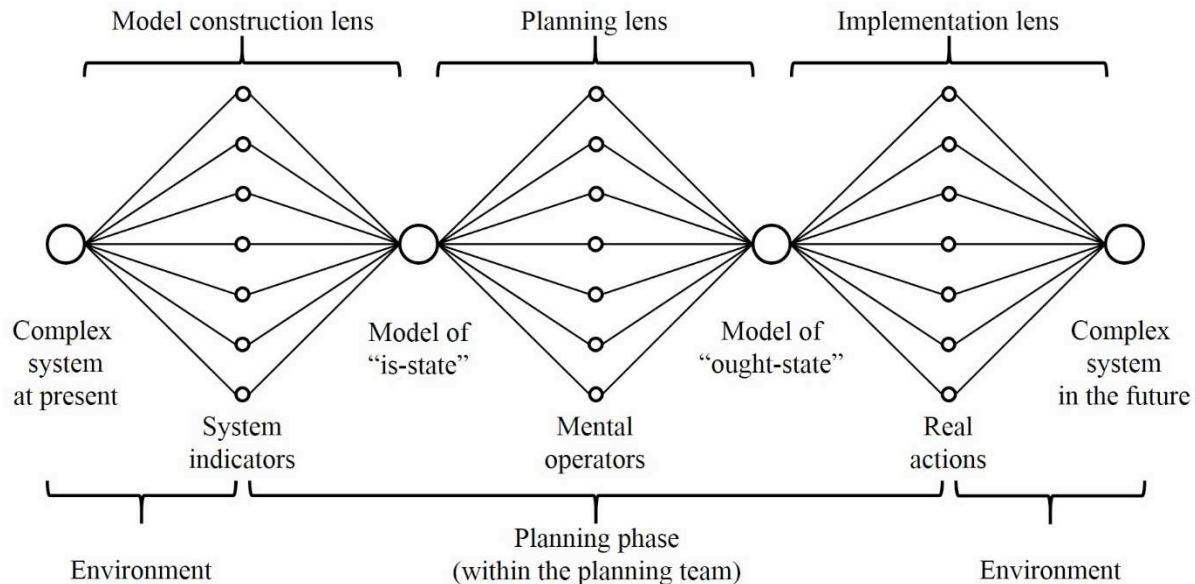 Model construction lens
Planning lens
Implementation lens
Complex
system
at present
Model of
“is-state”
Model of
“ought-state”
Complex
system
in the future
System
indicators
Mental
operators
Real
actions
Environment
Planning phase
(within the planning team)
Environment